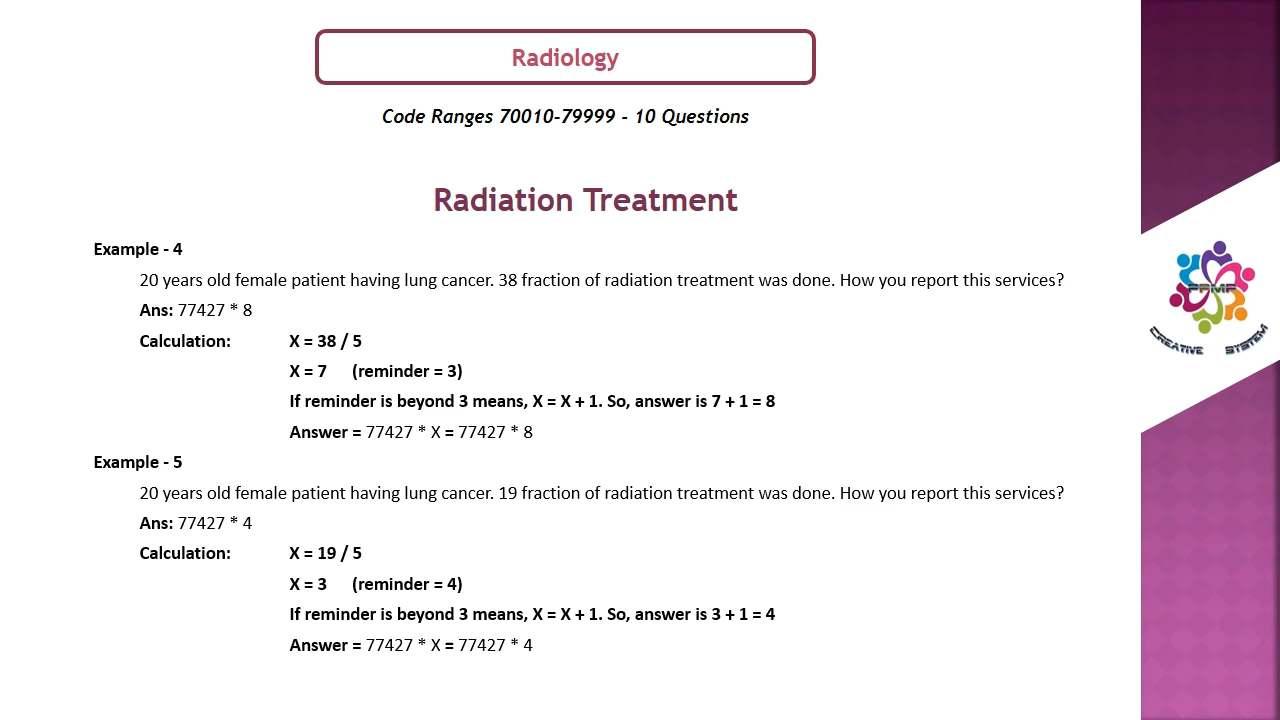 Radiology
Code Ranges 70010-79999 - 10 Questions
Radiation Treatment
Example - 4
20 years old female patient having lung cancer. 38 fraction of radiation treatment was done. How you report this services?
Ans: 77427 * 8
Calculation: X = 38 / 5
X = 7 (reminder = 3)
If reminder is beyond 3 means, X = X + 1. So, answer is 7 + 1 = 8
Answer = 77427 * X = 77427 * 8
Example - 5
20 years old female patient having lung cancer. 19 fraction of radiation treatment was done. How you report this services?
Ans: 77427 * 4
Calculation: X = 19 / 5
X = 3 (reminder = 4)
If reminder is beyond 3 means, X = X + 1. So, answer is 3 + 1 = 4
Answer = 77427 * X = 77427 * 4
CREATIVE SYSTEM